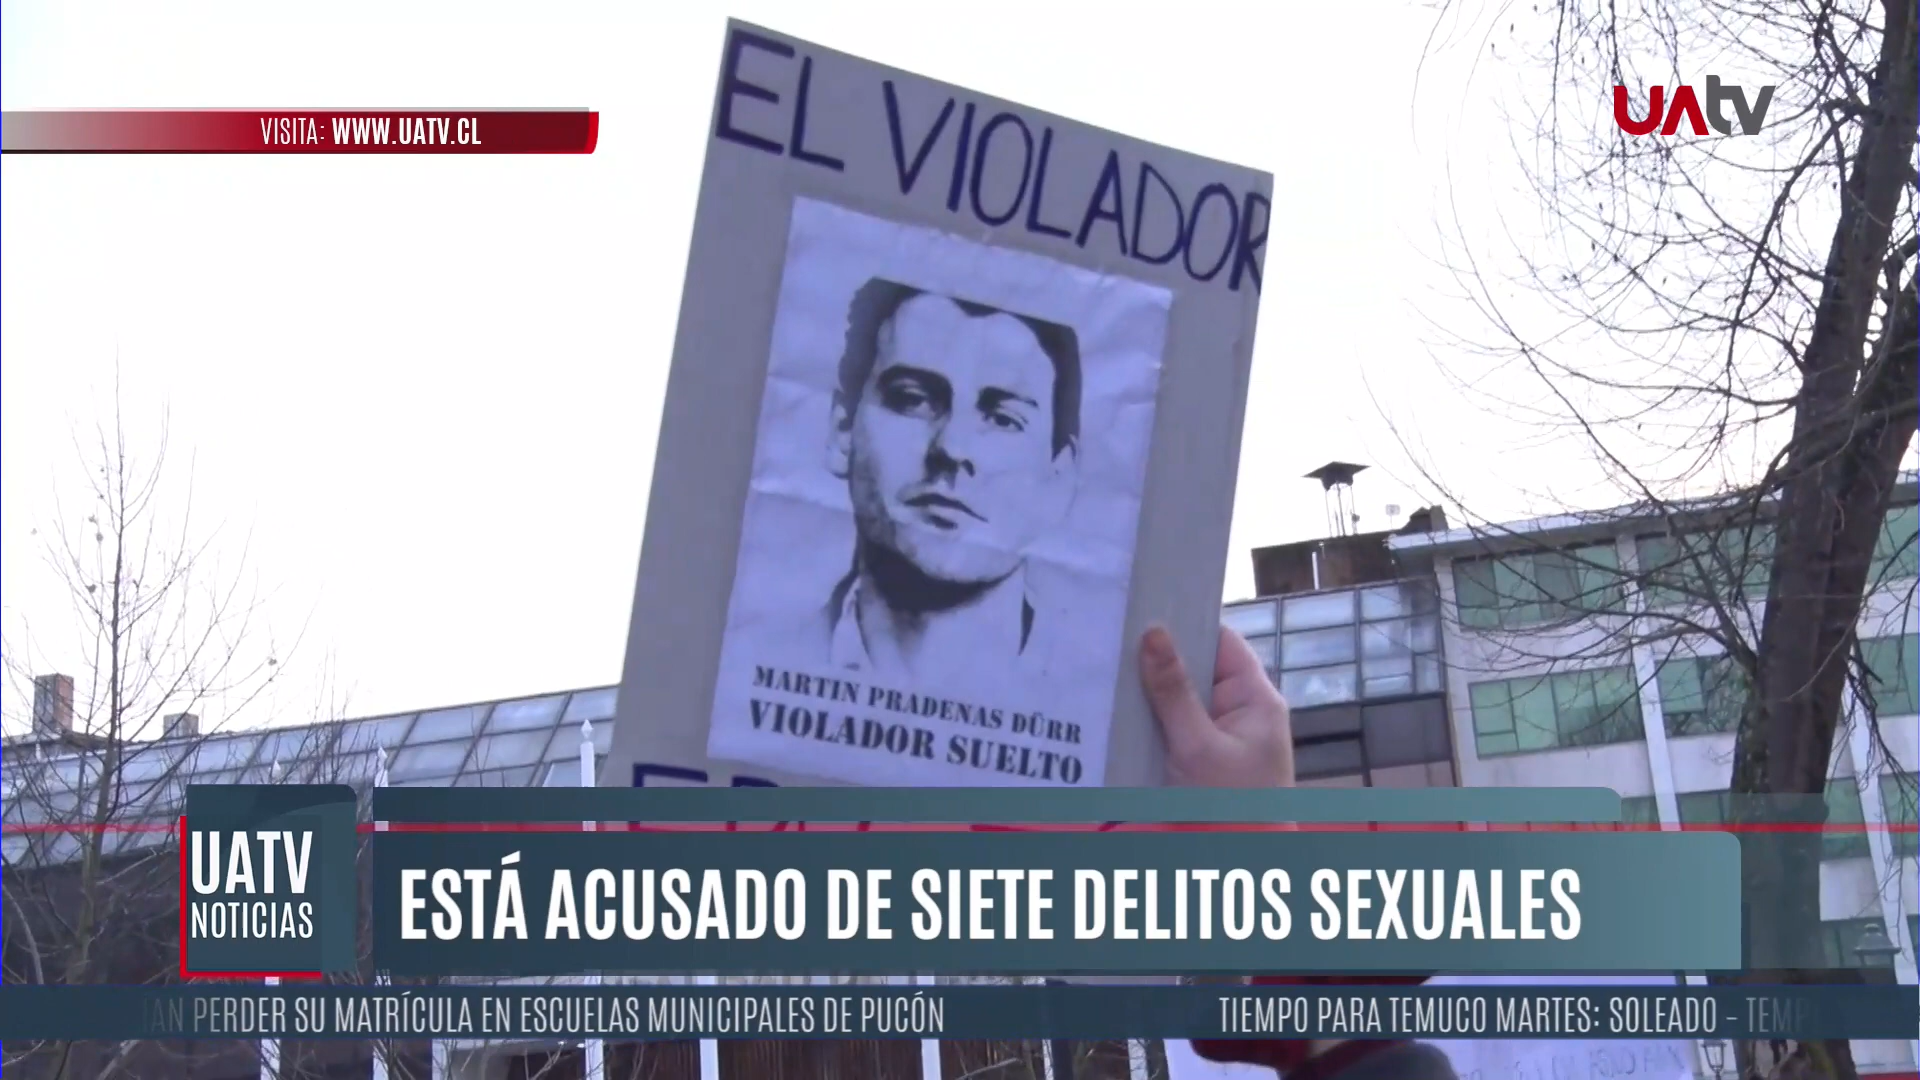 EL VIOLADOR
VISITA: WWW.UATV.CL
UATV
MARTIN PRADENAS DÜRR
VIOLADOR SUELTO
UATV
NOTICIAS
ESTÁ ACUSADO DE SIETE DELITOS SEXUALES
PERDER SU MATRÍCULA EN ESCUELAS MUNICIPALES DE PUCÓN
TIEMPO PARA TEMUCO MARTES: SOLEADO -